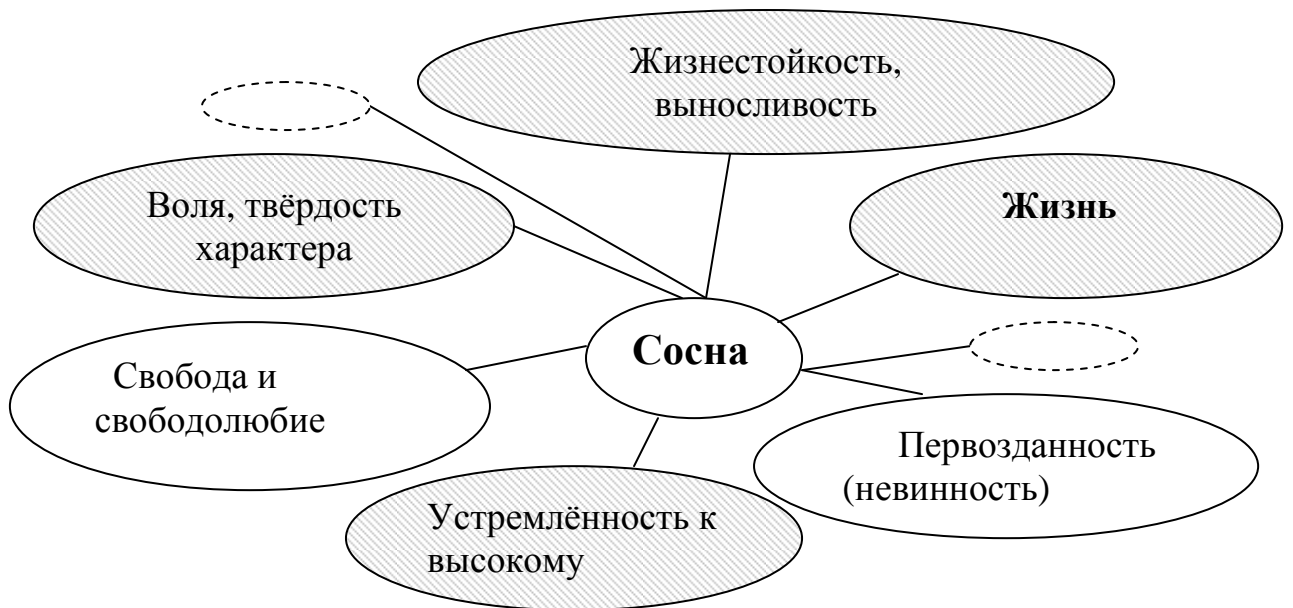 Жизнестойкость,
выносливость
Воля, твёрдость
характера
Жизнь
Сосна
Свобода и
свободолюбие
Первозданность
(невинность)
Устремлённость к
высокому